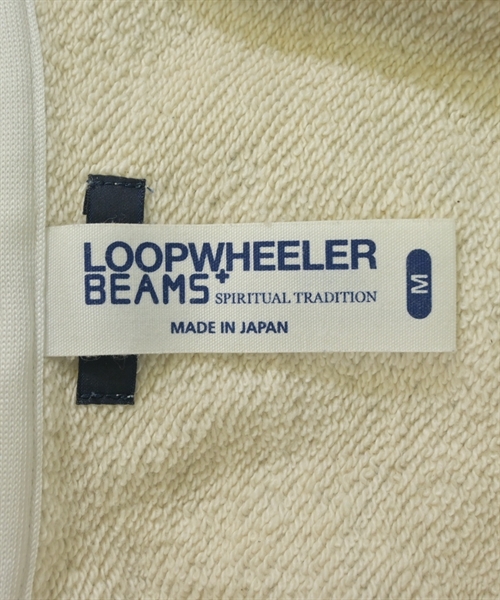 LOOPWHEELER
BEAMS+ SPIRITUAL TRADITION
MADE IN JAPAN
M